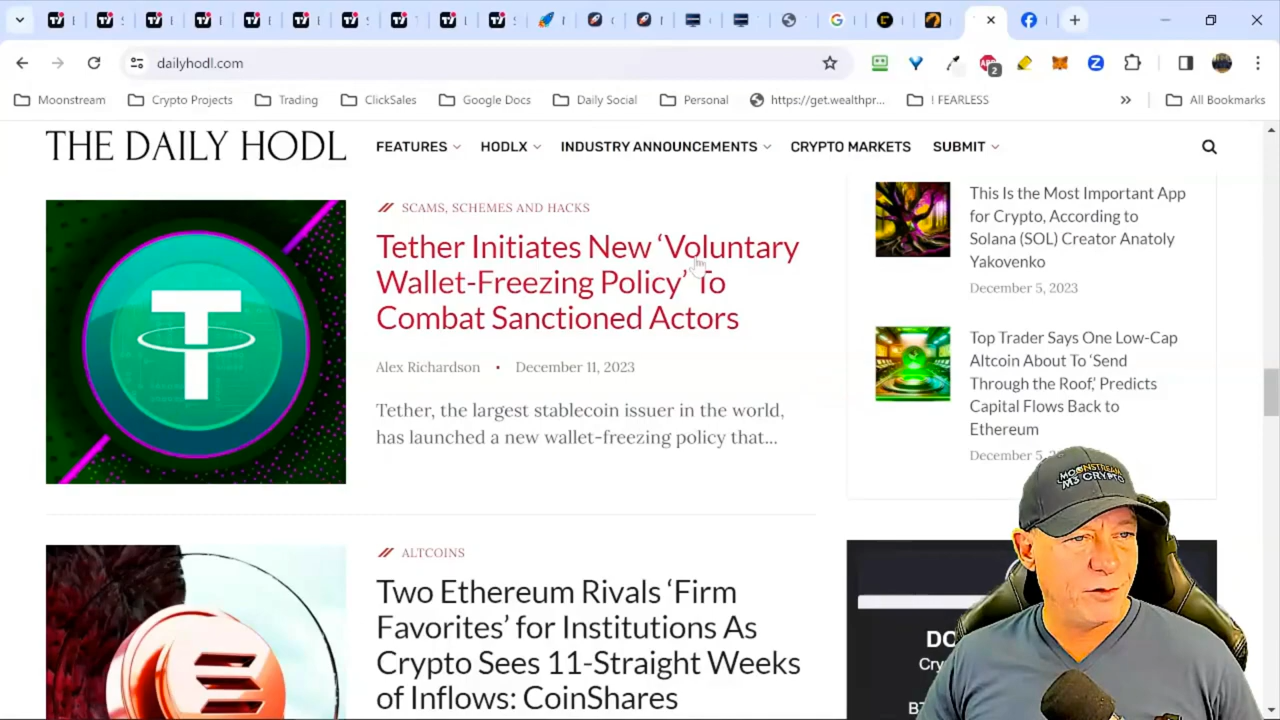 dailyhodl.com
2
Moonstream
Crypto Projects
Trading
ClickSales
Google Docs
Daily Social
Personal
https://get.wealthpr...
! FEARLESS
All Bookmarks
THE DAILY HODL
FEATURES
HODLX
INDUSTRY ANNOUNCEMENTS
CRYPTO MARKETS
SUBMIT
SCAMS, SCHEMES AND HACKS
Tether Initiates New ‘Voluntary
Wallet-Freezing Policy’ To
Combat Sanctioned Actors
Alex Richardson • December 11, 2023
Tether, the largest stablecoin issuer in the world,
has launched a new wallet-freezing policy that...
ALTCOINS
Two Ethereum Rivals ‘Firm
Favorites’ for Institutions As
Crypto Sees 11-Straight Weeks
of Inflows: CoinShares
This Is the Most Important App
for Crypto, According to
Solana (SOL) Creator Anatoly
Yakovenko
December 5, 2023
Top Trader Says One Low-Cap
Altcoin About To ‘Send
Through the Roof,’ Predicts
Capital Flows Back to
Ethereum
December 5,
MOONSTREAM
M3 CRYPTO